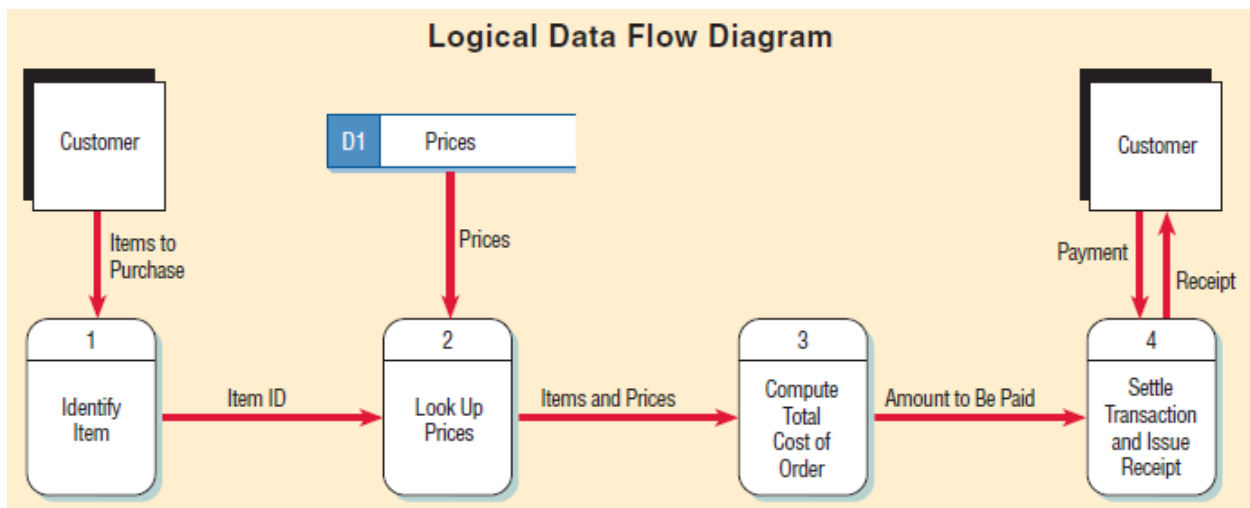 Logical Data Flow Diagram
Customer
D1 Prices
Customer
Items to
Purchase
Prices
Payment
Receipt
1
Identify
Item
Item ID
2
Look Up
Prices
Items and Prices
3
Compute
Total
Cost of
Order
Amount to Be Paid
4
Settle
Transaction
and Issue
Receipt